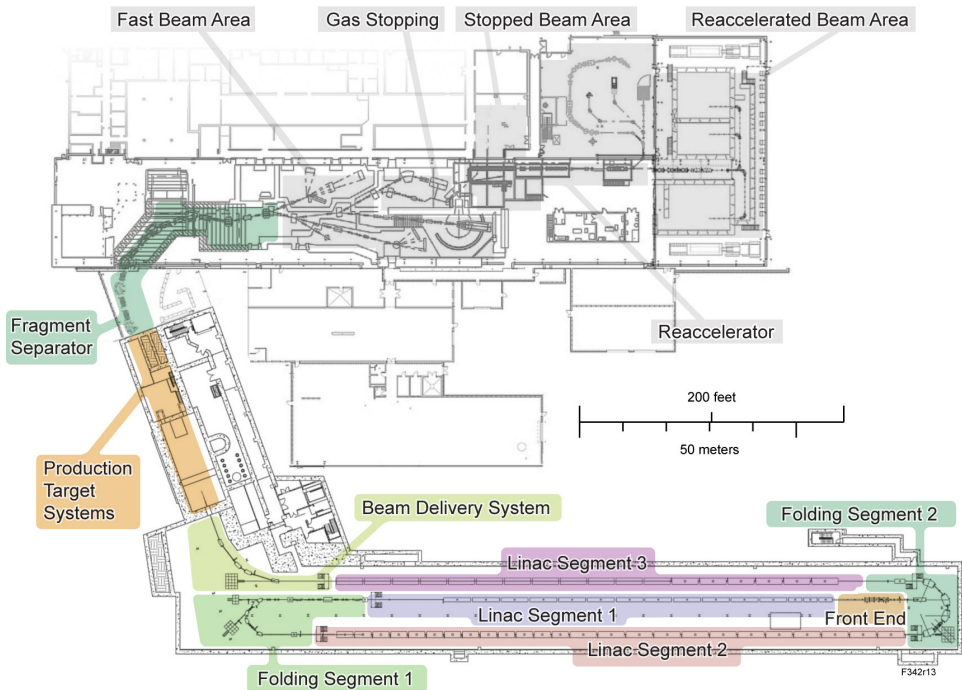 Fast Beam Area
Gas Stopping
Stopped Beam Area
Reaccelerated Beam Area
Fragment
Separator
Reaccelerator
200 feet
50 meters
Production
Target
Systems
Beam Delivery System
Folding Segment 2
Linac Segment 3
Linac Segment 1
Front End
Linac Segment 2
Folding Segment 1
F342r13